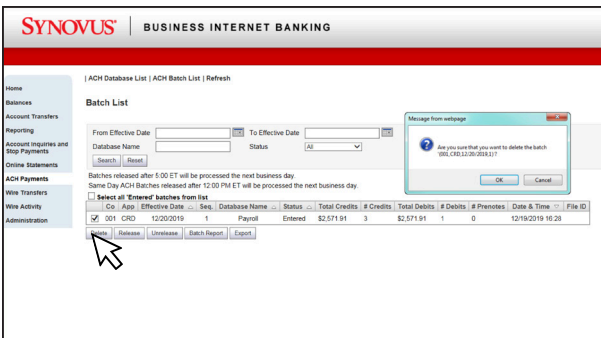 SYNOVUS® BUSINESS INTERNET BANKING
| ACH Database List | ACH Batch List | Refresh
Home
Balances
Account Transfers
Reporting
Account Inquiries and
Stop Payments
Online Statements
ACH Payments
Wire Transfers
Wire Activity
Administration
Batch List
From Effective Date To Effective Date
Database Name Status All
Search Reset
Message from webpage
Are you sure that you want to delete the batch
'(001,CRD,12/20/2019,1)'?
OK Cancel
Batches released after 5:00 ET will be processed the next business day.
Same Day ACH Batches released after 12:00 PM ET will be processed the next business day.
Select all 'Entered' batches from list
Co App Effective Date Seq. Database Name Status Total Credits # Credits Total Debits # Debits # Prenotes Date & Time File ID
001 CRD 12/20/2019 1 Payroll Entered $2,571.91 3 $2,571.91 1 0 12/19/2019 16:28
Delete Release Unrelease Batch Report Export